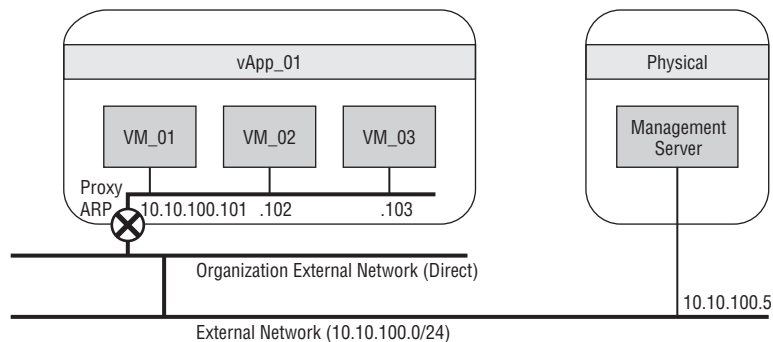 vApp_01
Physical
VM_01
VM_02
VM_03
Management
Server
Proxy
ARP
10.10.100.101 .102 .103
Organization External Network (Direct)
10.10.100.5
External Network (10.10.100.0/24)